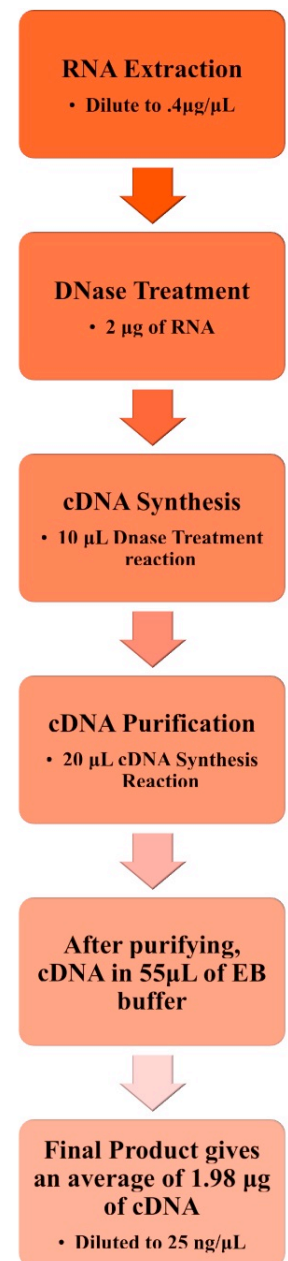 RNA Extraction
• Dilute to .4µg/µL
DNase Treatment
• 2 µg of RNA
cDNA Synthesis
• 10 µL Dnase Treatment
reaction
cDNA Purification
• 20 µL cDNA Synthesis
Reaction
After purifying,
cDNA in 55µL of EB
buffer
Final Product gives
an average of 1.98 µg
of cDNA
• Diluted to 25 ng/µL